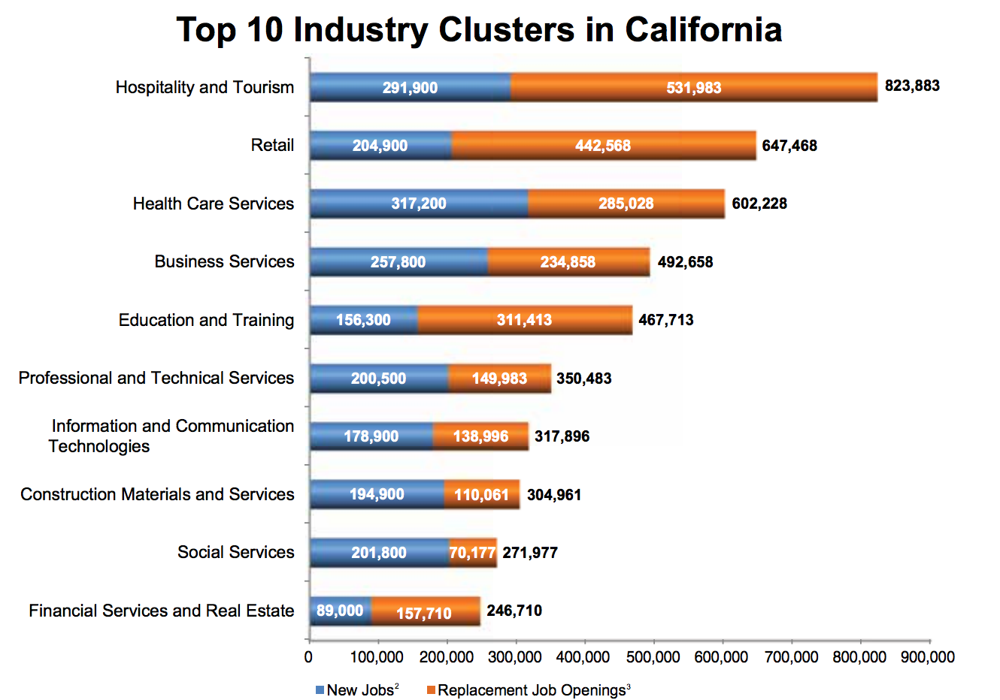 Top 10 Industry Clusters in California
Hospitality and Tourism 291,900 531,983 823,883
Retail 204,900 442,568 647,468
Health Care Services 317,200 285,028 602,228
Business Services 257,800 234,858 492,658
Education and Training 156,300 311,413 467,713
Professional and Technical Services 200,500 149,983 350,483
Information and Communication
Technologies 178,900 138,996 317,896
Construction Materials and Services 194,900 110,061 304,961
Social Services 201,800 70,177 271,977
Financial Services and Real Estate 89,000 157,710 246,710
0 100,000 200,000 300,000 400,000 500,000 600,000 700,000 800,000 900,000
New Jobs² Replacement Job Openings³